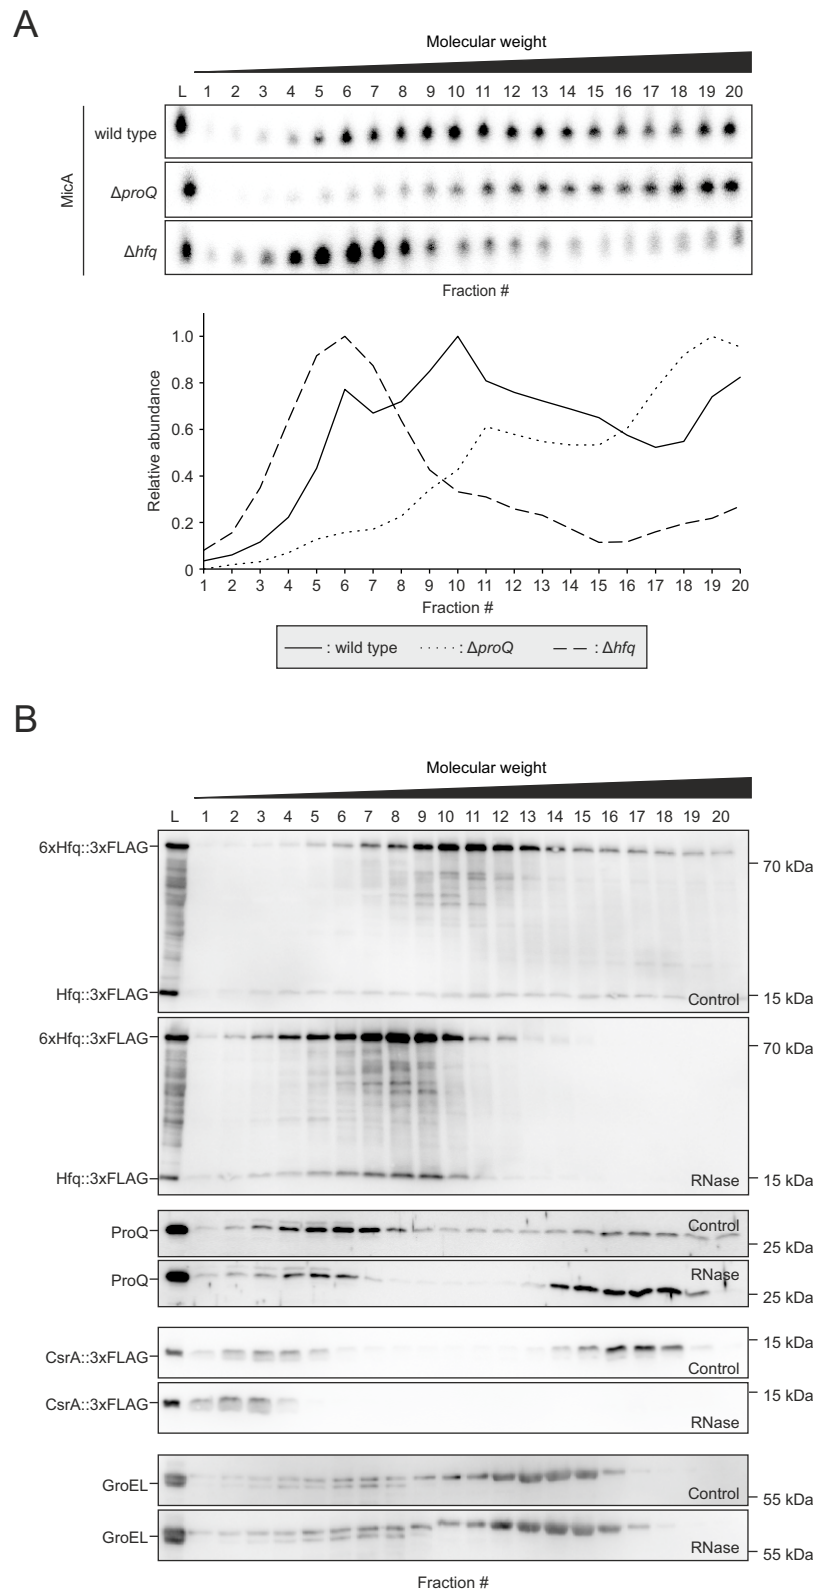 A
Molecular weight
L 1 2 3 4 5 6 7 8 9 10 11 12 13 14 15 16 17 18 19 20
MicA
wild type
ΔproQ
Δhfq
Fraction #
Relative abundance
1.0
0.8
0.6
0.4
0.2
0
1 2 3 4 5 6 7 8 9 10 11 12 13 14 15 16 17 18 19 20
Fraction #
: wild type : ΔproQ : Δhfq
B
Molecular weight
L 1 2 3 4 5 6 7 8 9 10 11 12 13 14 15 16 17 18 19 20
6xHfq::3xFLAG
70 kDa
Hfq::3xFLAG
Control
15 kDa
6xHfq::3xFLAG
70 kDa
Hfq::3xFLAG
RNase
15 kDa
ProQ
Control
25 kDa
ProQ
RNase
25 kDa
15 kDa
CsrA::3xFLAG
Control
15 kDa
CsrA::3xFLAG
RNase
GroEL
Control
55 kDa
GroEL
RNase
55 kDa
Fraction #